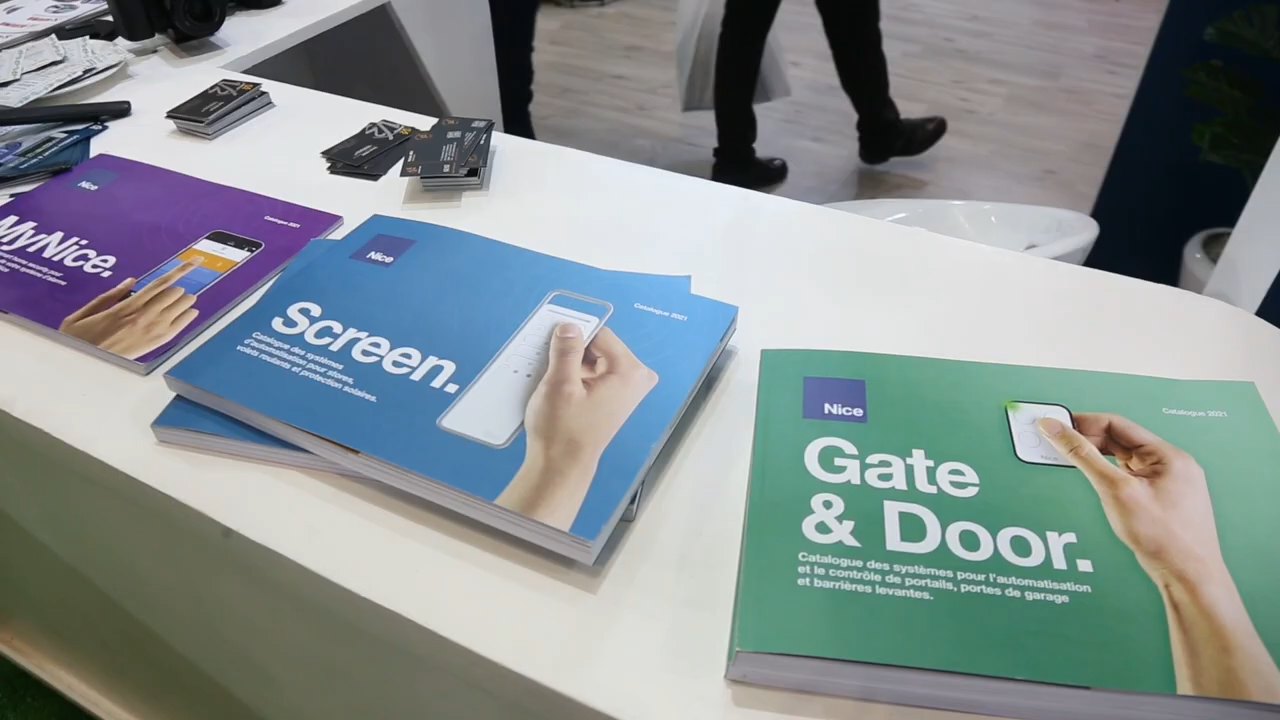 Nice
Catalogue 2021
MyNice.
Nice
Catalogue 2021
Screen.
Catalogue des systèmes
d'automatisation pour stores,
volets roulants et protection solaires.
Nice
Catalogue 2021
Gate
& Door.
Catalogue des systèmes pour l'automatisation
et le contrôle de portails, portes de garage
et barrières levantes.